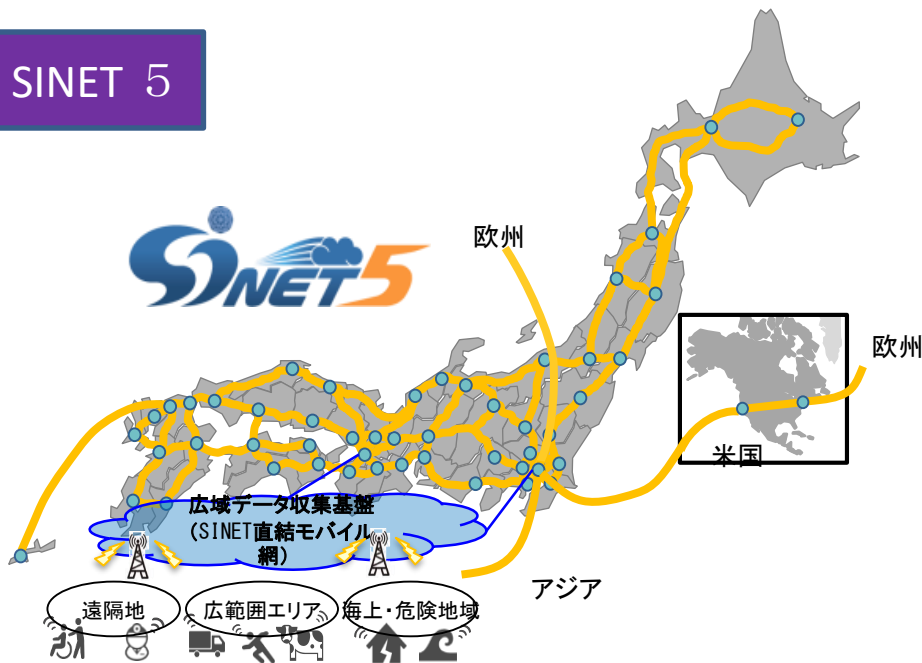 SINET ５
SINET5
欧州
欧州
米国
広域データ収集基盤
（SINET直結モバイル
網）
アジア
遠隔地
広範囲エリア
海上・危険地域